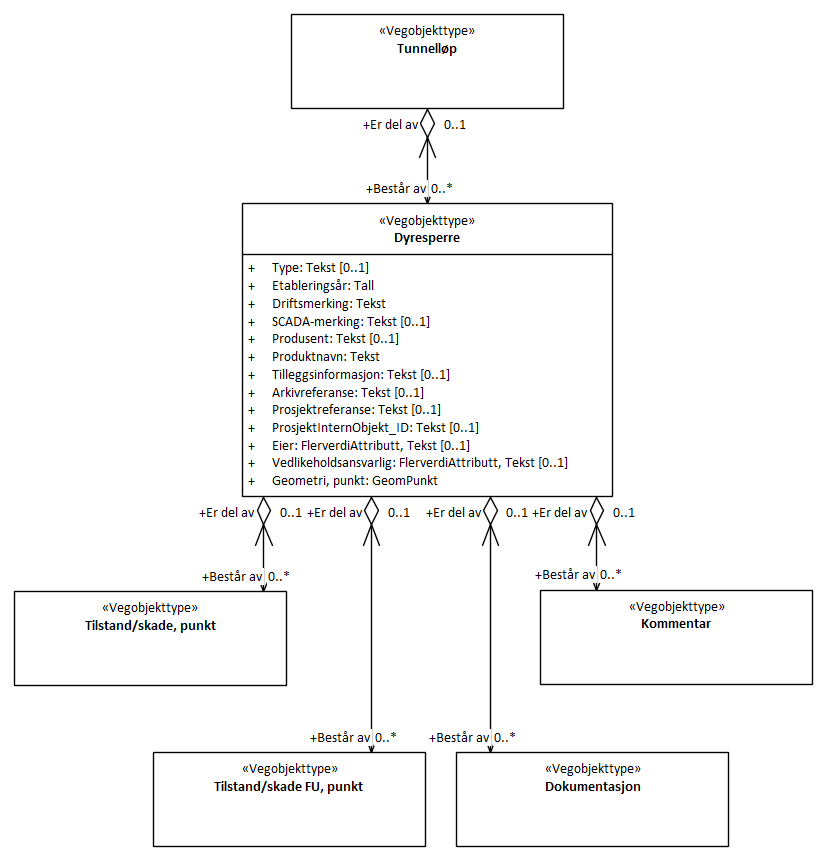 «Vegobjekttype»
Tunnelløp
+Er del av 0..1
+Består av 0..*
«Vegobjekttype»
Dyresperre
+ Type: Tekst [0..1]
+ Etableringsår: Tall
+ Driftsmerking: Tekst
+ SCADA-merking: Tekst [0..1]
+ Produsent: Tekst [0..1]
+ Produktnavn: Tekst
+ Tilleggsinformasjon: Tekst [0..1]
+ Arkivreferanse: Tekst [0..1]
+ Prosjektreferanse: Tekst [0..1]
+ ProsjektInternObjekt_ID: Tekst [0..1]
+ Eier: FlerverdiAttributt, Tekst [0..1]
+ Vedlikeholdsansvarlig: FlerverdiAttributt, Tekst [0..1]
+ Geometri, punkt: GeomPunkt
+Er del av 0..1 +Er del av 0..1 +Er del av 0..1 +Er del av 0..1
+Består av 0..*
+Består av 0..*
«Vegobjekttype»
Tilstand/skade, punkt
«Vegobjekttype»
Kommentar
+Består av 0..*
+Består av 0..*
«Vegobjekttype»
Tilstand/skade FU, punkt
«Vegobjekttype»
Dokumentasjon